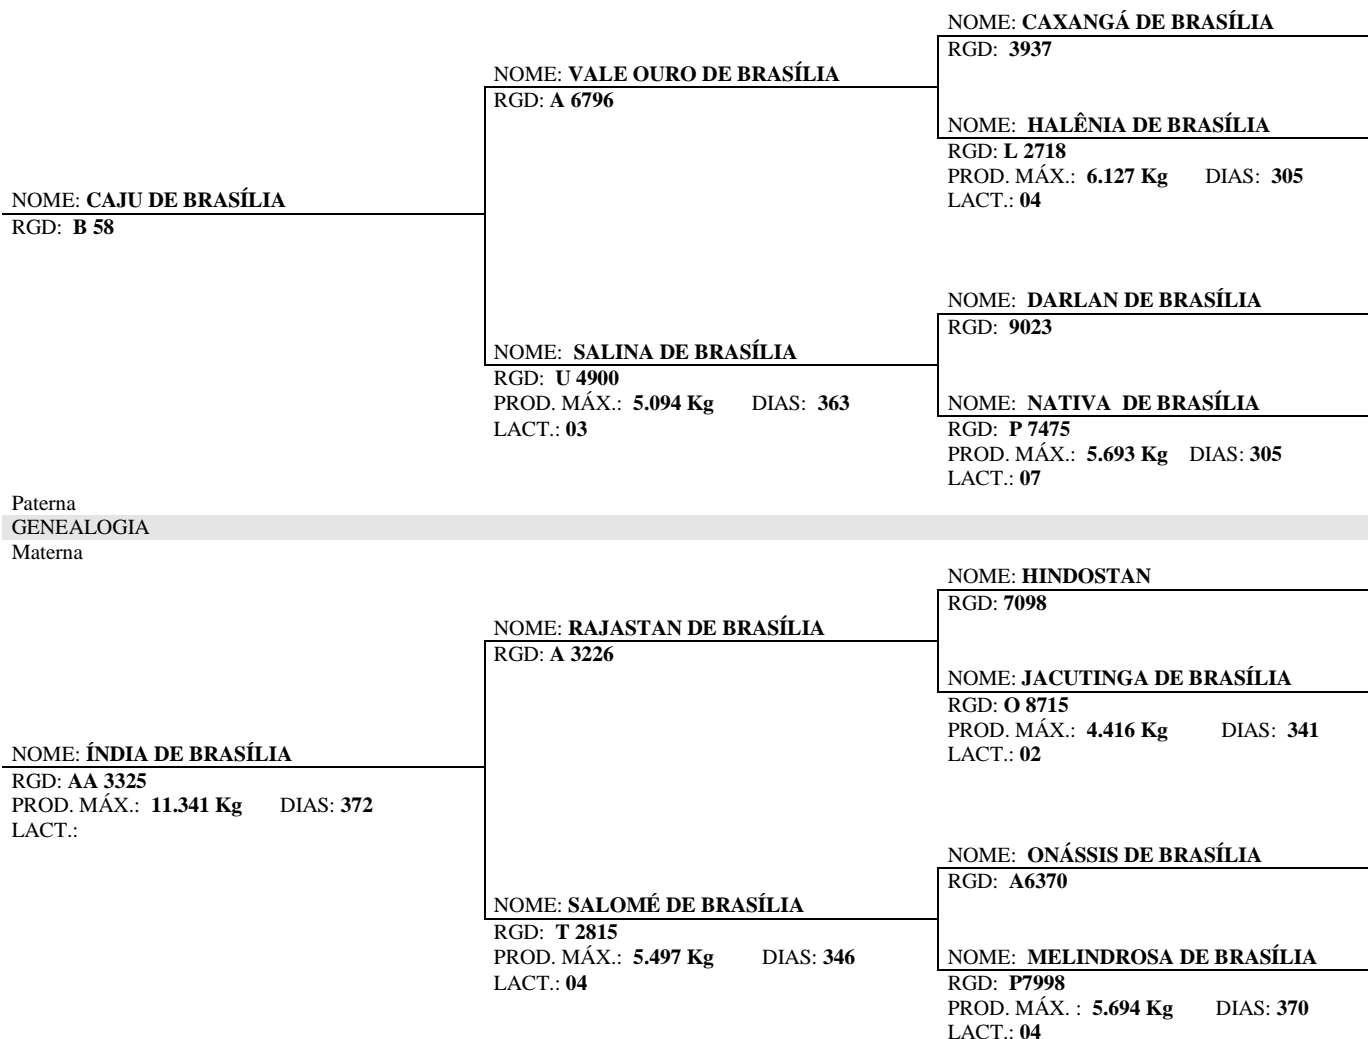 NOME: CAXANGÁ DE BRASÍLIA
RGD: 3937
NOME: VALE OURO DE BRASÍLIA
RGD: A 6796
NOME: HALÊNIA DE BRASÍLIA
RGD: L 2718
PROD. MÁX.: 6.127 Kg DIAS: 305
LACT.: 04
NOME: CAJU DE BRASÍLIA
RGD: B 58
NOME: DARLAN DE BRASÍLIA
RGD: 9023
NOME: SALINA DE BRASÍLIA
RGD: U 4900
PROD. MÁX.: 5.094 Kg DIAS: 363
LACT.: 03
NOME: NATIVA DE BRASÍLIA
RGD: P 7475
PROD. MÁX.: 5.693 Kg DIAS: 305
LACT.: 07
Paterna
GENEALOGIA
Materna
NOME: HINDOSTAN
RGD: 7098
NOME: RAJASTAN DE BRASÍLIA
RGD: A 3226
NOME: JACUTINGA DE BRASÍLIA
RGD: O 8715
PROD. MÁX.: 4.416 Kg DIAS: 341
LACT.: 02
NOME: ÍNDIA DE BRASÍLIA
RGD: AA 3325
PROD. MÁX.: 11.341 Kg DIAS: 372
LACT.:
NOME: ONÁSSIS DE BRASÍLIA
RGD: A6370
NOME: SALOMÉ DE BRASÍLIA
RGD: T 2815
PROD. MÁX.: 5.497 Kg DIAS: 346
LACT.: 04
NOME: MELINDROSA DE BRASÍLIA
RGD: P7998
PROD. MÁX. : 5.694 Kg DIAS: 370
LACT.: 04